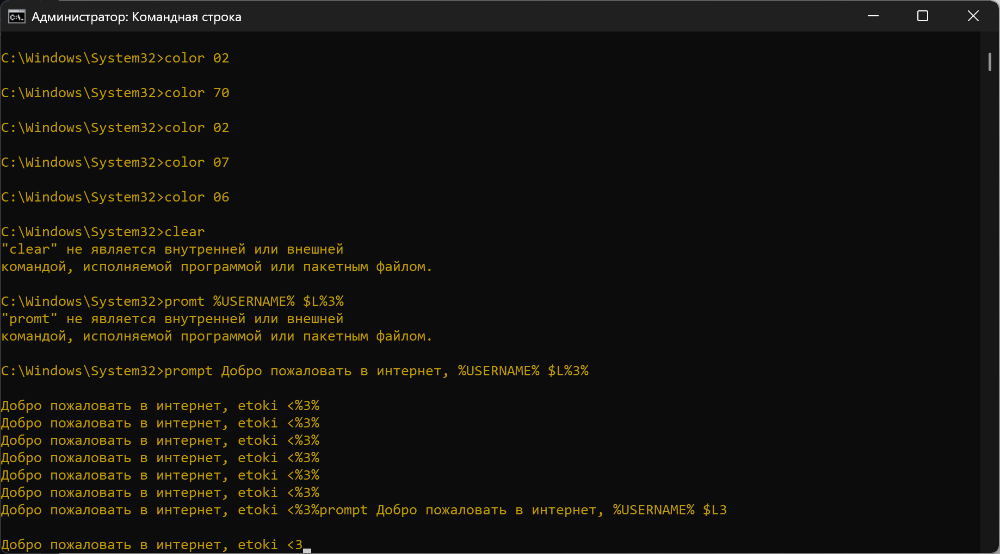 Администратор: Командная строка
C:\Windows\System32>color 02
C:\Windows\System32>color 70
C:\Windows\System32>color 02
C:\Windows\System32>color 07
C:\Windows\System32>color 06
C:\Windows\System32>clear
"clear" не является внутренней или внешней
командой, исполняемой программой или пакетным файлом.
C:\Windows\System32>promt %USERNAME% $L%3%
"promt" не является внутренней или внешней
командой, исполняемой программой или пакетным файлом.
C:\Windows\System32>prompt Добро пожаловать в интернет, %USERNAME% $L%3%
Добро пожаловать в интернет, etoki <%3%
Добро пожаловать в интернет, etoki <%3%
Добро пожаловать в интернет, etoki <%3%
Добро пожаловать в интернет, etoki <%3%
Добро пожаловать в интернет, etoki <%3%
Добро пожаловать в интернет, etoki <%3%
Добро пожаловать в интернет, etoki <%3%prompt Добро пожаловать в интернет, %USERNAME% $L3
Добро пожаловать в интернет, etoki <3